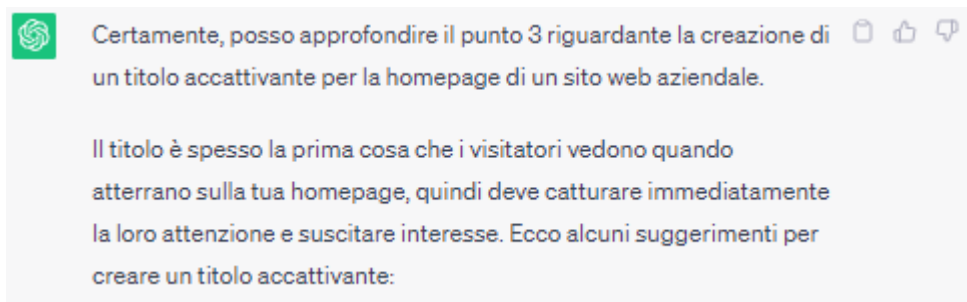 Certamente, posso approfondire il punto 3 riguardante la creazione di
un titolo accattivante per la homepage di un sito web aziendale.
Il titolo è spesso la prima cosa che i visitatori vedono quando
atterrano sulla tua homepage, quindi deve catturare immediatamente
la loro attenzione e suscitare interesse. Ecco alcuni suggerimenti per
creare un titolo accattivante: